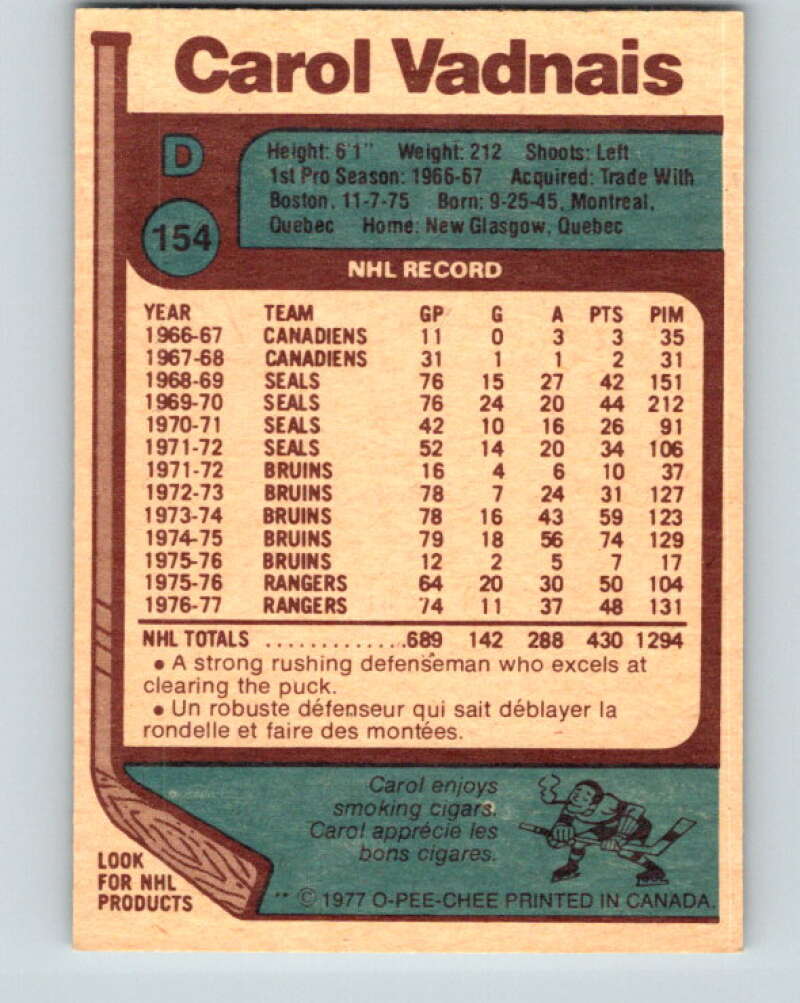 Carol Vadnais
D
154
Height: 6'1" Weight: 212 Shoots: Left
1st Pro Season: 1966-67 Acquired: Trade With
Boston, 11-7-75 Born: 9-25-45, Montreal,
Quebec Home: New Glasgow, Quebec
NHL RECORD
YEAR TEAM GP G A PTS PIM
1966-67 CANADIENS 11 0 3 3 35
1967-68 CANADIENS 31 1 1 2 31
1968-69 SEALS 76 15 27 42 151
1969-70 SEALS 76 24 20 44 212
1970-71 SEALS 42 10 16 26 91
1971-72 SEALS 52 14 20 34 106
1971-72 BRUINS 16 4 6 10 37
1972-73 BRUINS 78 7 24 31 127
1973-74 BRUINS 78 16 43 59 123
1974-75 BRUINS 79 18 56 74 129
1975-76 BRUINS 12 2 5 7 17
1975-76 RANGERS 64 20 30 50 104
1976-77 RANGERS 74 11 37 48 131
NHL TOTALS ..............689 142 288 430 1294
• A strong rushing defenseman who excels at
clearing the puck.
• Un robuste défenseur qui sait déblayer la
rondelle et faire des montées.
Carol enjoys
smoking cigars.
Carol apprécie les
bons cigares.
LOOK
FOR NHL
PRODUCTS
** © 1977 O-PEE-CHEE PRINTED IN CANADA.